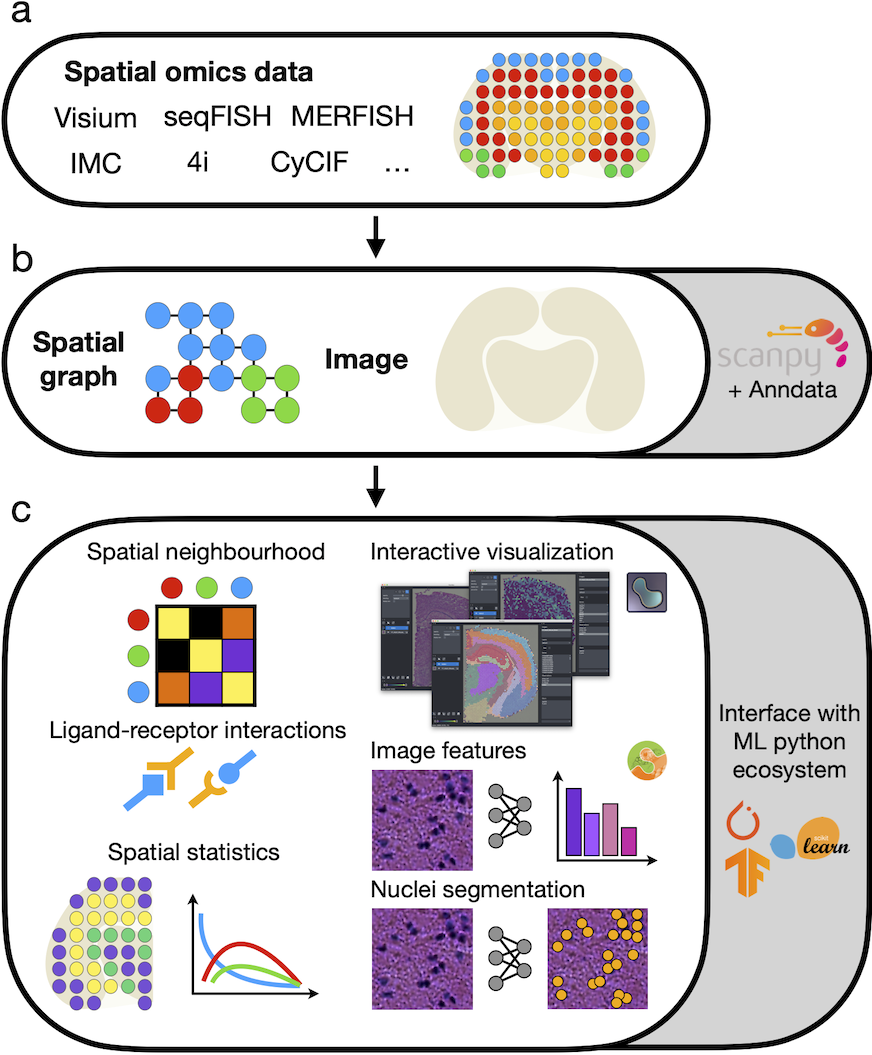 a
Spatial omics data
Visium seqFISH MERFISH
IMC 4i CyCIF ...
b
Spatial
graph
Image
scanpy
+ Anndata
c
Spatial neighbourhood
Ligand-receptor interactions
Spatial statistics
Interactive visualization
Image features
Nuclei segmentation
Interface with
ML python
ecosystem
scikit
learn